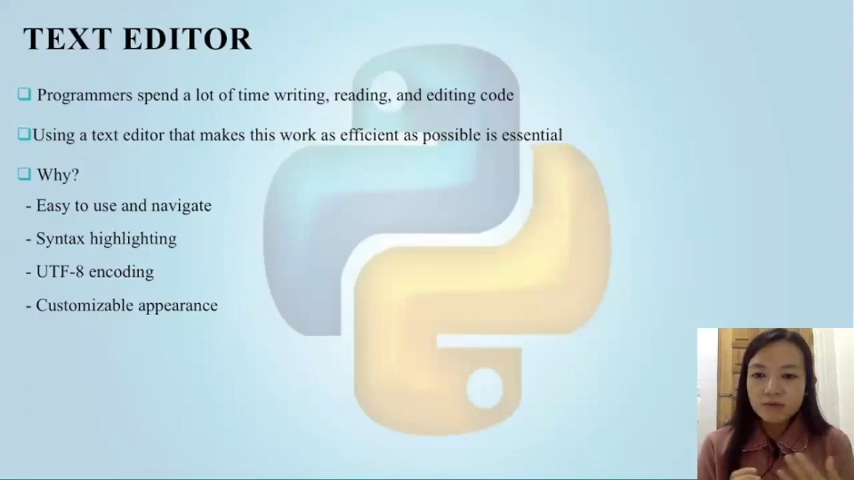 TEXT EDITOR
❑ Programmers spend a lot of time writing, reading, and editing code
❑Using a text editor that makes this work as efficient as possible is essential
❑ Why?
- Easy to use and navigate
- Syntax highlighting
- UTF-8 encoding
- Customizable appearance